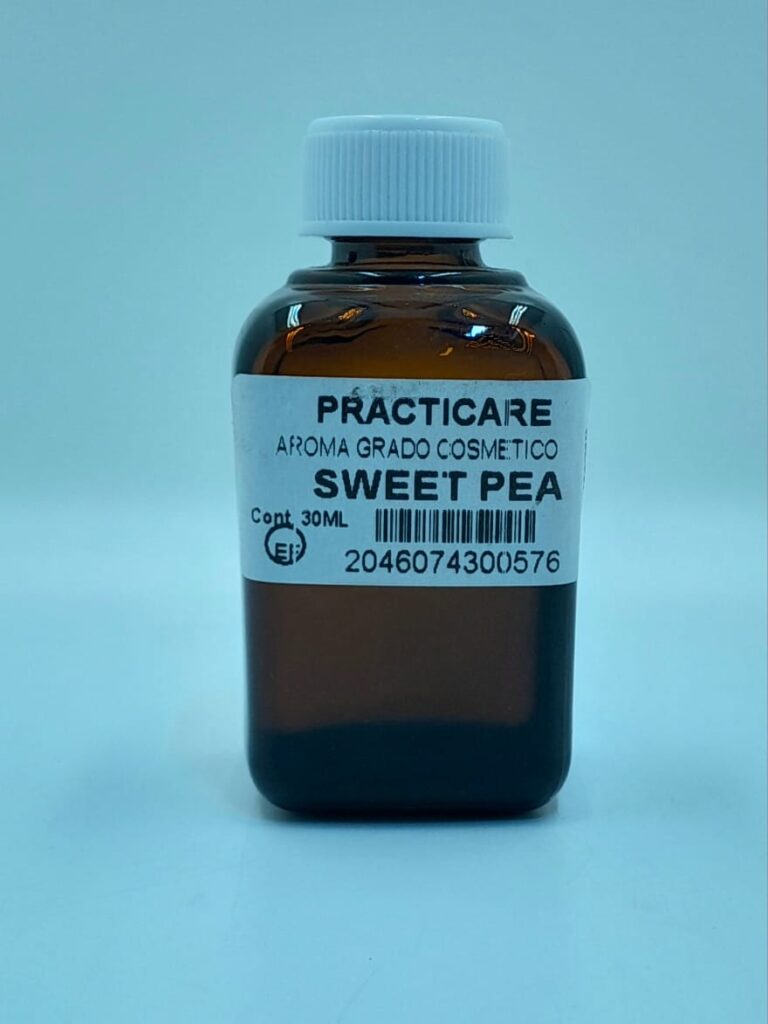 PRACTICARE
AROMA GRADO COSMETICO
SWEET PEA
Cont. 30ML
2046074300576